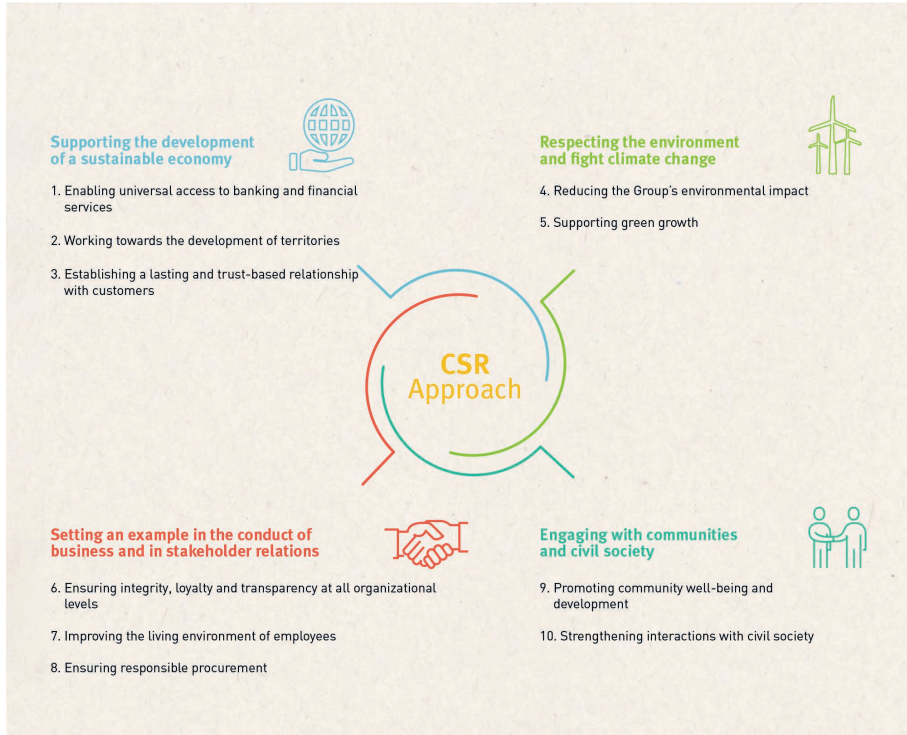 Supporting the development
of a sustainable economy
1. Enabling universal access to banking and financial
services
2. Working towards the development of territories
3. Establishing a lasting and trust-based relationship
with customers
Respecting the environment
and fight climate change
4. Reducing the Group's environmental impact
5. Supporting green growth
CSR
Approach
Setting an example in the conduct of
business and in stakeholder relations
6. Ensuring integrity, loyalty and transparency at all organizational
levels
7. Improving the living environment of employees
8. Ensuring responsible procurement
Engaging with communities
and civil society
9. Promoting community well-being and
development
10. Strengthening interactions with civil society